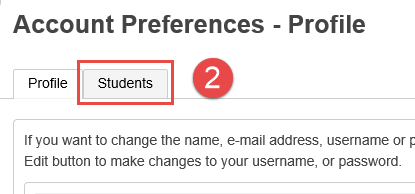 Account Preferences - Profile
Profile Students 2
If you want to change the name, e-mail address, username or
Edit button to make changes to your username, or password.